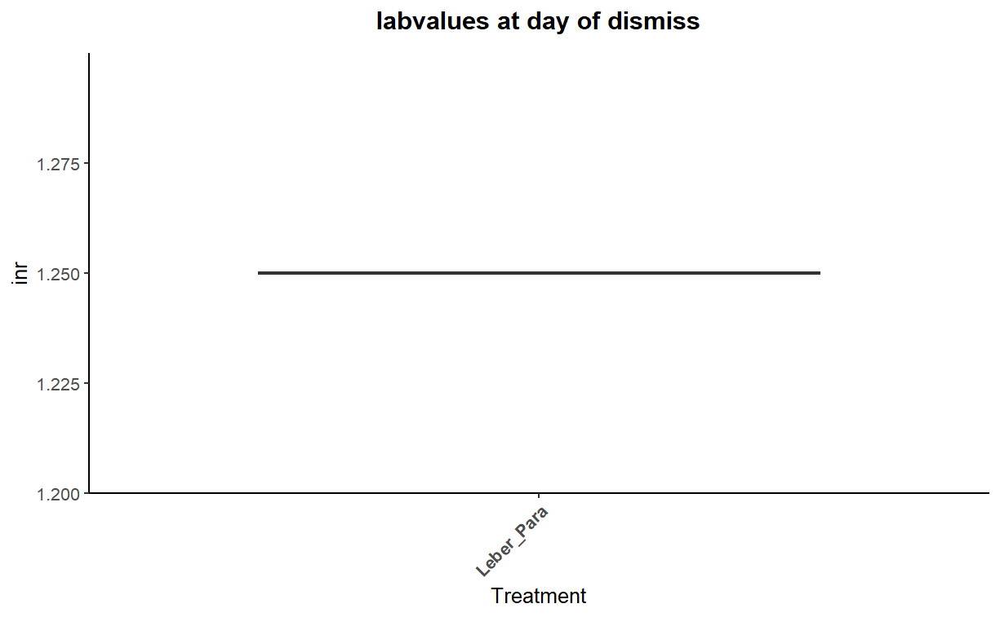 labvalues at day of dismiss
inr
1.275
1.250
1.225
1.200
Leber_Para
Treatment